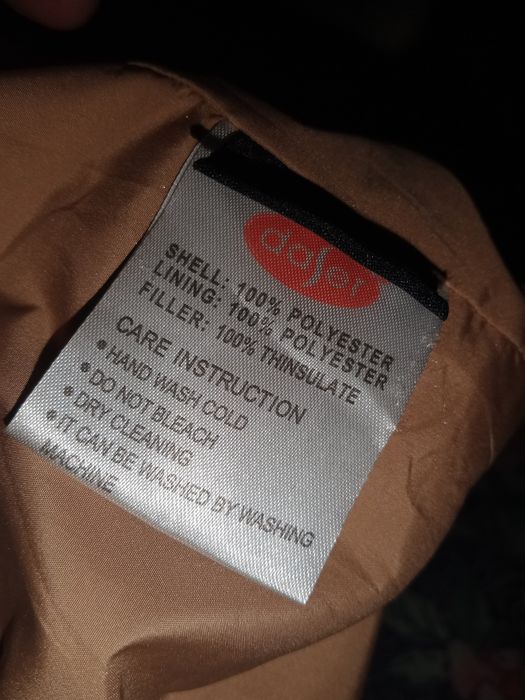 dasor
SHELL: 100% POLYESTER
LINING: 100% POLYESTER
FILLER: 100% THINSULATE
CARE INSTRUCTION
• HAND WASH COLD
• DO NOT BLEACH
• DRY CLEANING
• IT CAN BE WASHED BY WASHING
MACHINE